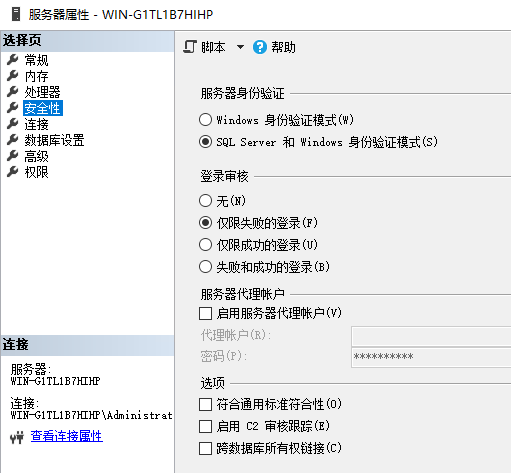 服务器属性 - WIN-G1TL1B7HIHP
选择页
常规
内存
处理器
安全性
连接
数据库设置
高级
权限
脚本
帮助
服务器身份验证
Windows 身份验证模式(W)
SQL Server 和 Windows 身份验证模式(S)
登录审核
无(N)
仅限失败的登录(F)
仅限成功的登录(U)
失败和成功的登录(B)
服务器代理帐户
启用服务器代理帐户(V)
代理帐户(R):
密码(P):
**********
选项
符合通用标准符合性(O)
启用 C2 审核跟踪(E)
跨数据库所有权链接(C)
连接
服务器:
WIN-G1TL1B7HIHP
连接:
WIN-G1TL1B7HIHP\Administrat
查看连接属性